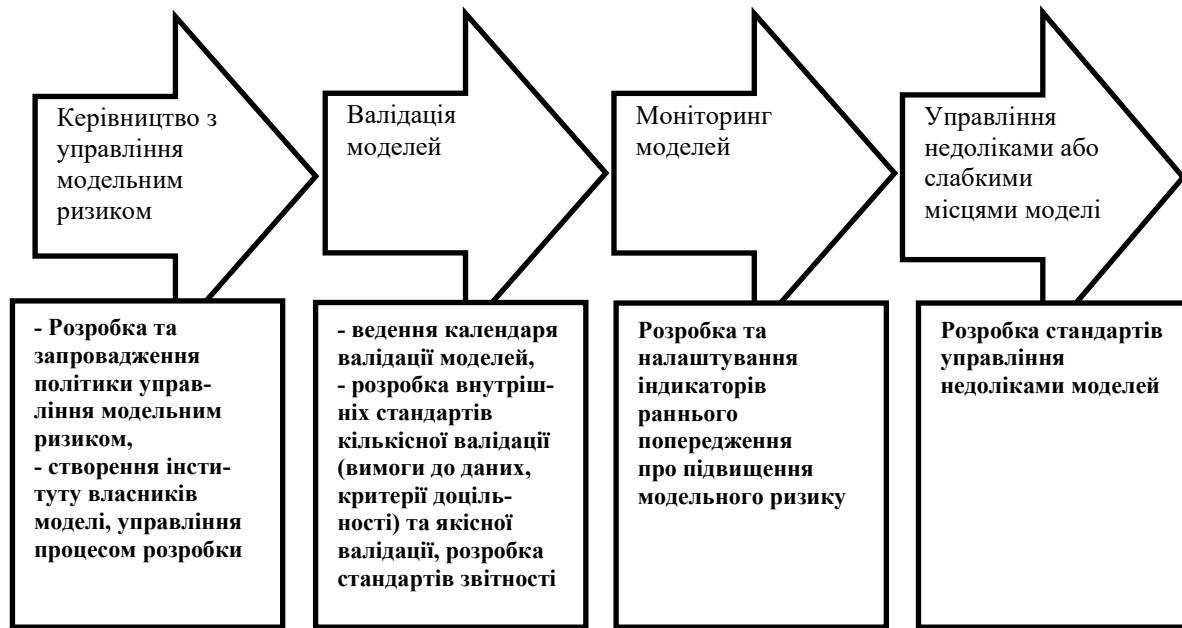 Керівництво з
управління
модельним
ризиком
Валідація
моделей
Моніторинг
моделей
Управління
недоліками або
слабкими
місцями моделі
- Розробка та
запровадження
політики управ-
ління модельним
ризиком,
- створення інсти-
туту власників
моделі, управління
процесом розробки
- ведення календаря
валідації моделей,
- розробка внутріш-
ніх стандартів
кількісної валідації
(вимоги до даних,
критерії доціль-
ності) та якісної
валідації, розробка
стандартів звітності
Розробка та
налаштування
індикаторів
раннього
попередження
про підвищення
модельного ризику
Розробка стандартів
управління
недоліками моделей